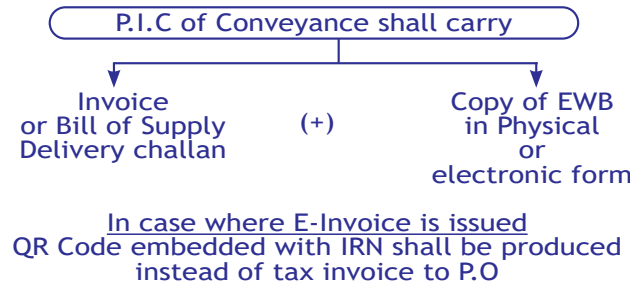 P.I.C of Conveyance shall carry
Invoice
or Bill of Supply
Delivery challan
(+)
Copy of EWB
in Physical
or
electronic form
In case where E-Invoice is issued
QR Code embedded with IRN shall be produced
instead of tax invoice to P.O